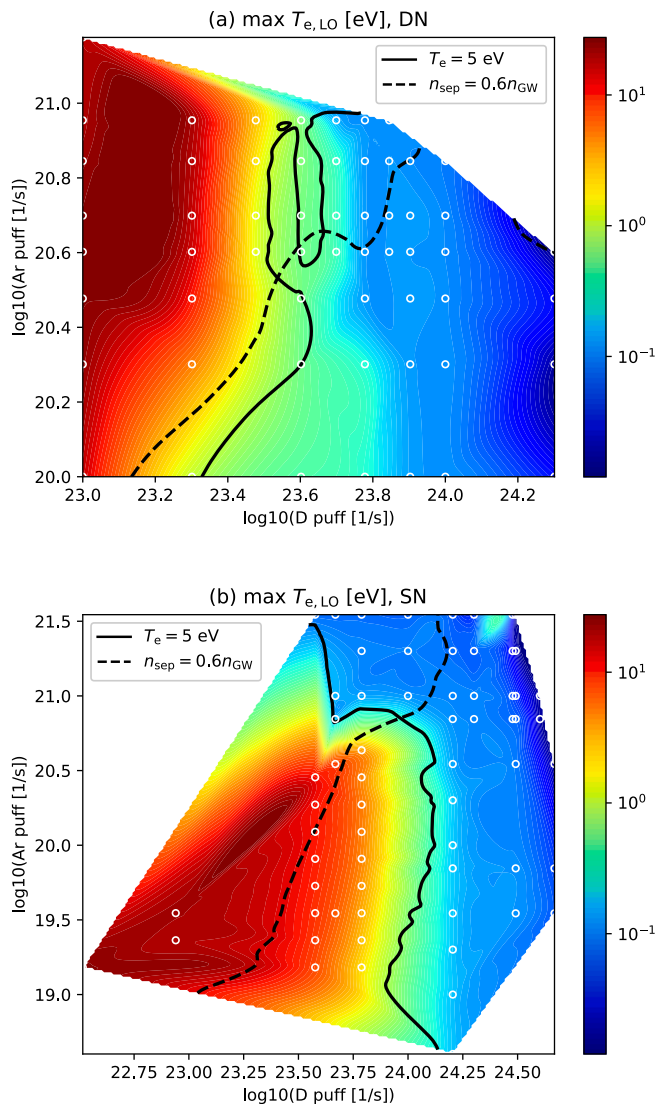 (a) max T_e,LO [eV], DN
T_e = 5 eV
n_sep = 0.6n_GW
21.0
20.8
20.6
20.4
20.2
20.0
log10(Ar puff [1/s])
23.0 23.2 23.4 23.6 23.8 24.0 24.2
log10(D puff [1/s])
10^1
10^0
10^−1
(b) max T_e,LO [eV], SN
T_e = 5 eV
n_sep = 0.6n_GW
21.5
21.0
20.5
20.0
19.5
19.0
log10(Ar puff [1/s])
22.75 23.00 23.25 23.50 23.75 24.00 24.25 24.50
log10(D puff [1/s])
10^1
10^0
10^−1